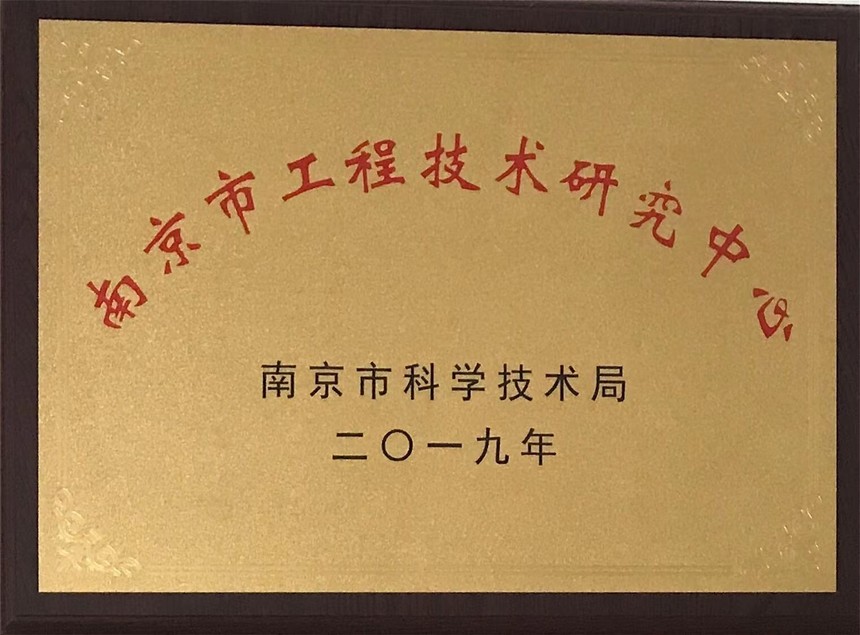 南京市工程技术研究中心
南京市科学技术局
二〇一九年